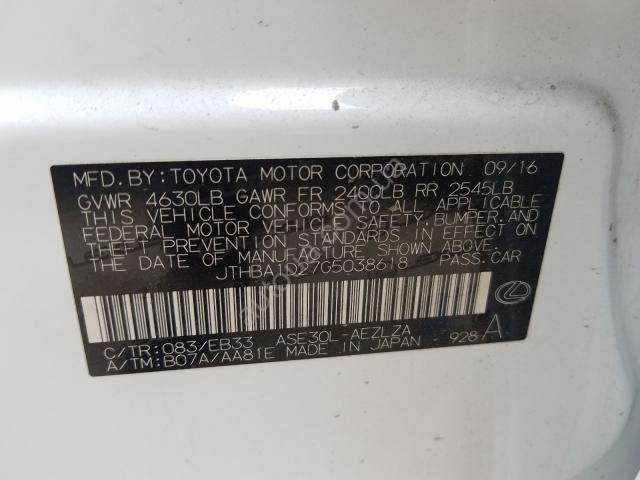 MFD. BY: TOYOTA MOTOR CORPORATION 09/16
GVWR 4630LB GAWR FR 2400LB RR 2545LB
THIS VEHICLE CONFORMS TO ALL APPLICABLE
FEDERAL MOTOR VEHICLE SAFETY, BUMPER, AND
THEFT PREVENTION STANDARDS IN EFFECT ON
THE DATE OF MANUFACTURE SHOWN ABOVE.
PASS. CAR
C/TR: 083/EB33 ASE30L-AEZLZA
A/TM: B07A/AA81E MADE IN JAPAN 928 A